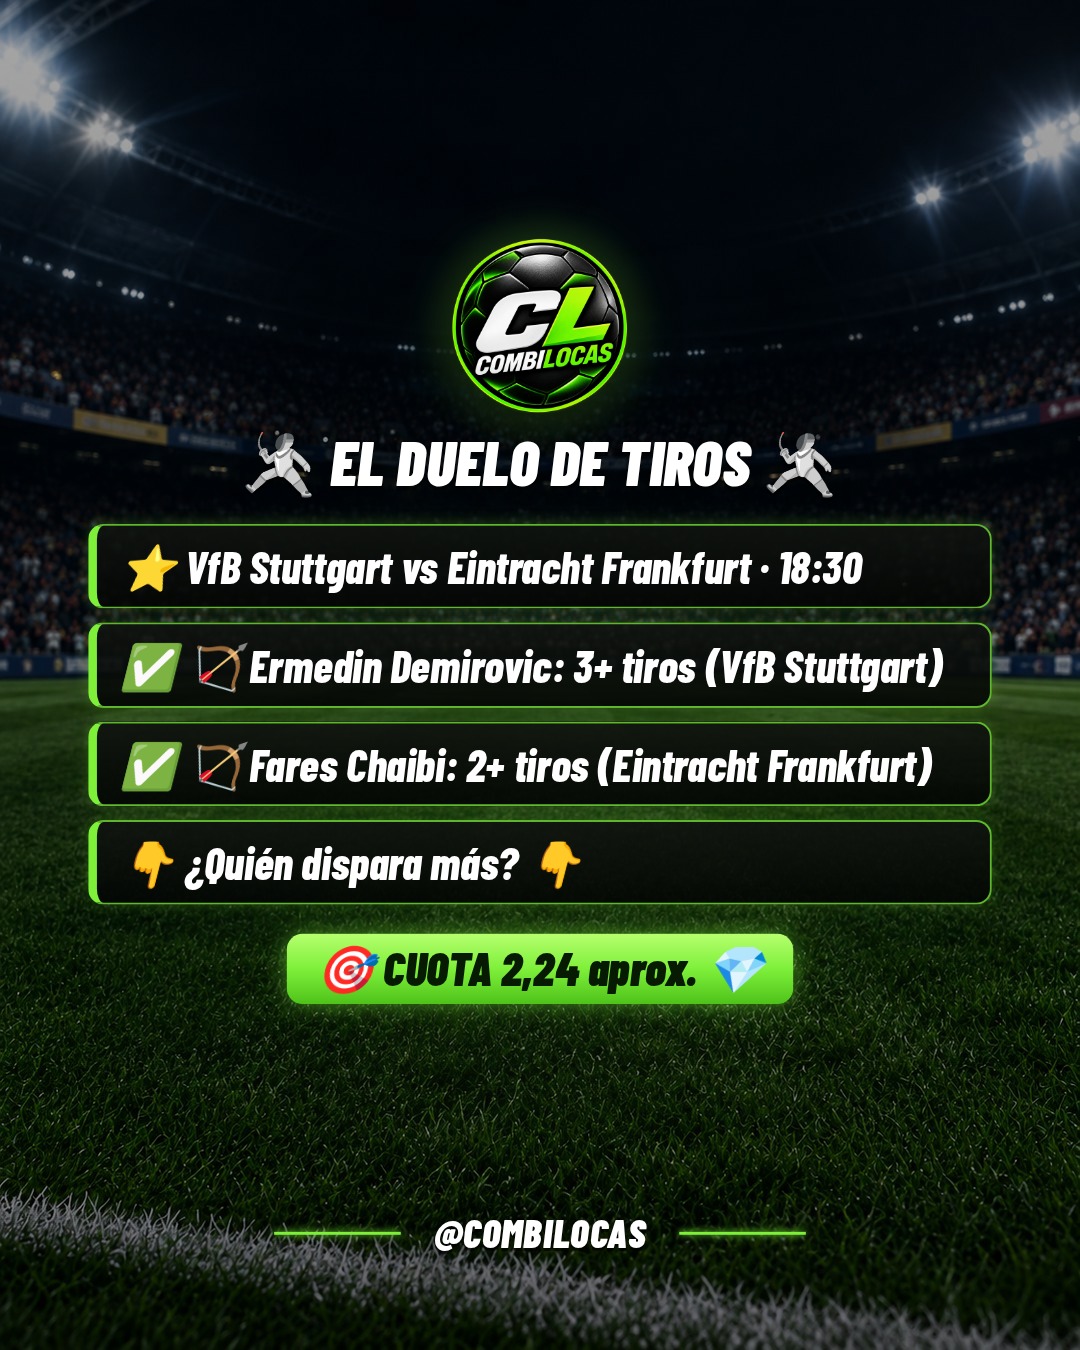 CL
COMBILOCAS
🤺 EL DUELO DE TIROS 🤺
⭐ VfB Stuttgart vs Eintracht Frankfurt · 18:30
✅ 🏹 Ermedin Demirovic: 3+ tiros (VfB Stuttgart)
✅ 🏹 Fares Chaibi: 2+ tiros (Eintracht Frankfurt)
👇 ¿Quién dispara más? 👇
🎯 CUOTA 2,24 aprox. 💎
@COMBILOCAS